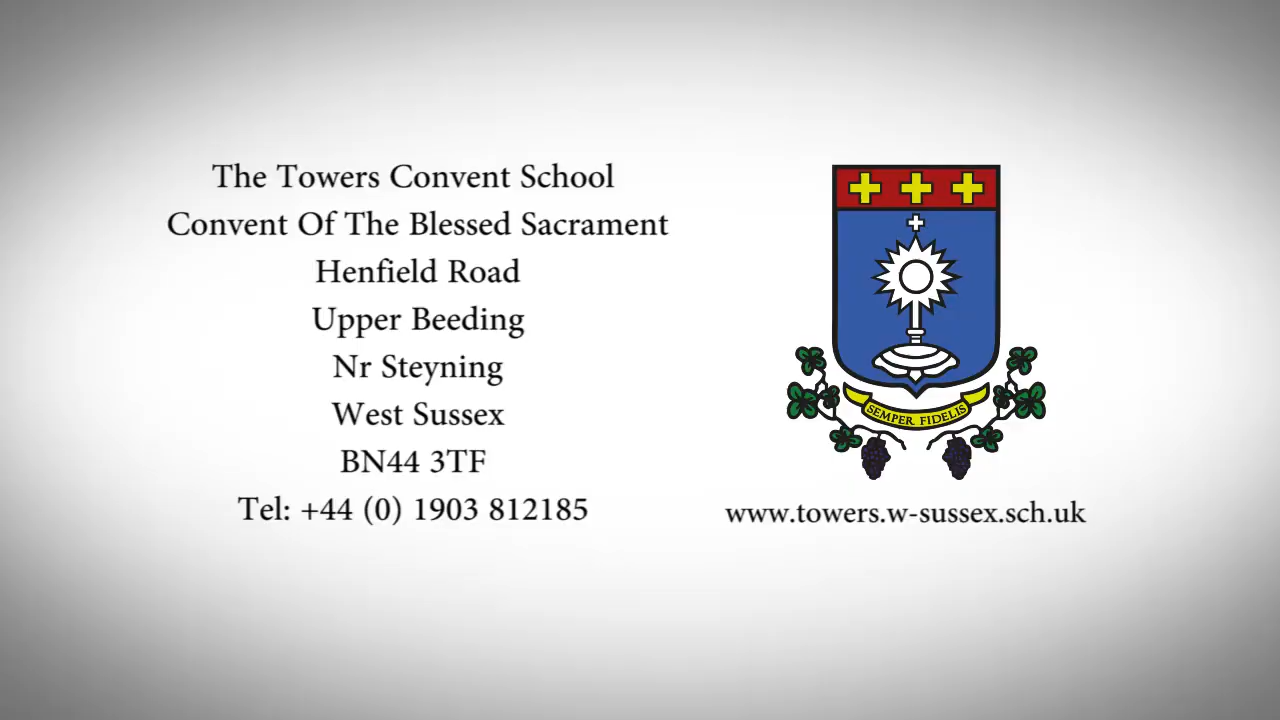 The Towers Convent School
Convent Of The Blessed Sacrament
Henfield Road
Upper Beeding
Nr Steyning
West Sussex
BN44 3TF
Tel: +44 (0) 1903 812185
SEMPER FIDELIS
www.towers.w-sussex.sch.uk